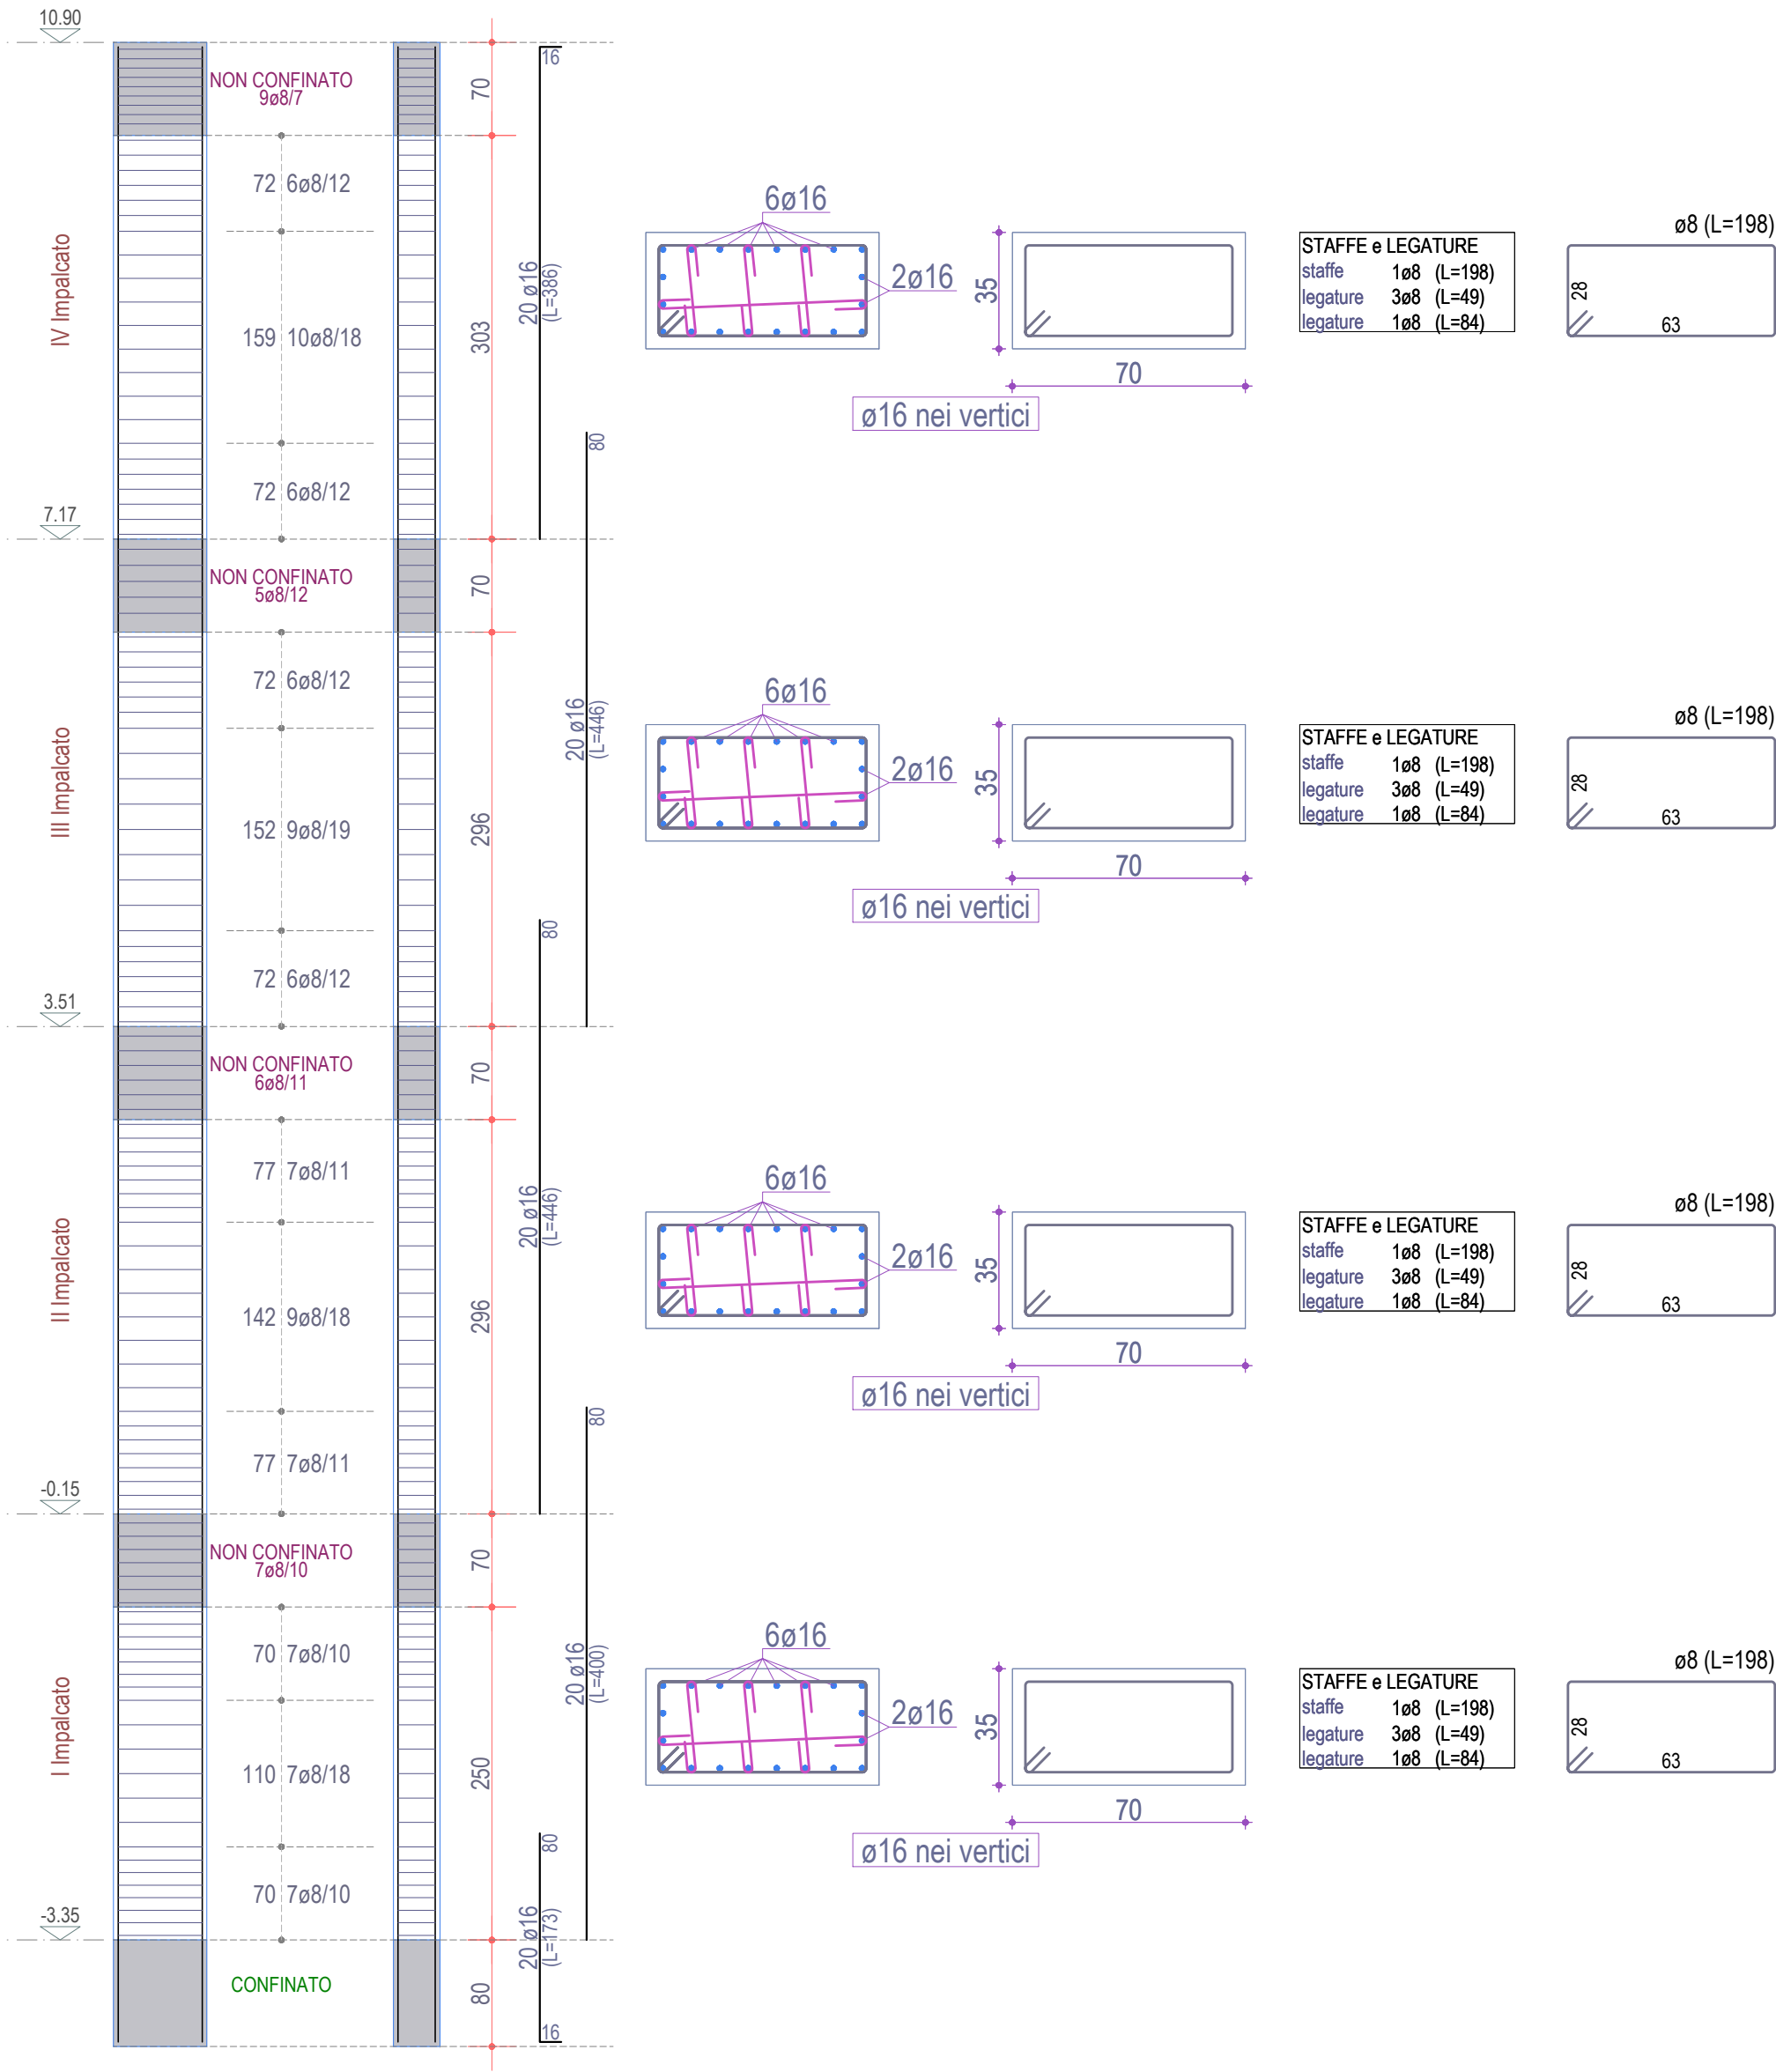 10.90
NON CONFINATO
9ø8/7
70
16
72 6ø8/12
IV Impalcato
159 10ø8/18
303
20 ø16
(L=386)
72 6ø8/12
80
6ø16
2ø16
35
70
ø16 nei vertici
STAFFE e LEGATURE
staffe 1ø8 (L=198)
legature 3ø8 (L=49)
legature 1ø8 (L=84)
ø8 (L=198)
28
63
7.17
NON CONFINATO
5ø8/12
70
72 6ø8/12
III Impalcato
152 9ø8/19
296
20 ø16
(L=446)
72 6ø8/12
80
6ø16
2ø16
35
70
ø16 nei vertici
STAFFE e LEGATURE
staffe 1ø8 (L=198)
legature 3ø8 (L=49)
legature 1ø8 (L=84)
ø8 (L=198)
28
63
3.51
NON CONFINATO
6ø8/11
70
77 7ø8/11
II Impalcato
142 9ø8/18
296
20 ø16
(L=446)
77 7ø8/11
80
6ø16
2ø16
35
70
ø16 nei vertici
STAFFE e LEGATURE
staffe 1ø8 (L=198)
legature 3ø8 (L=49)
legature 1ø8 (L=84)
ø8 (L=198)
28
63
-0.15
NON CONFINATO
7ø8/10
70
70 7ø8/10
I Impalcato
110 7ø8/18
250
20 ø16
(L=400)
70 7ø8/10
80
6ø16
2ø16
35
70
ø16 nei vertici
STAFFE e LEGATURE
staffe 1ø8 (L=198)
legature 3ø8 (L=49)
legature 1ø8 (L=84)
ø8 (L=198)
28
63
-3.35
CONFINATO
80
20 ø16
(L=173)
16